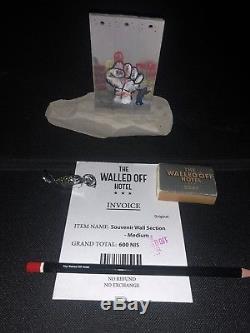 THE
WALLED OFF
HOTEL
INVOICE
Original
ITEM NAME: Souvenir Wall Section
- Medium
GRAND TOTAL: 600 NIS
NO REFUND
NO EXCHANGE
THE
WALLED OFF
HOTEL